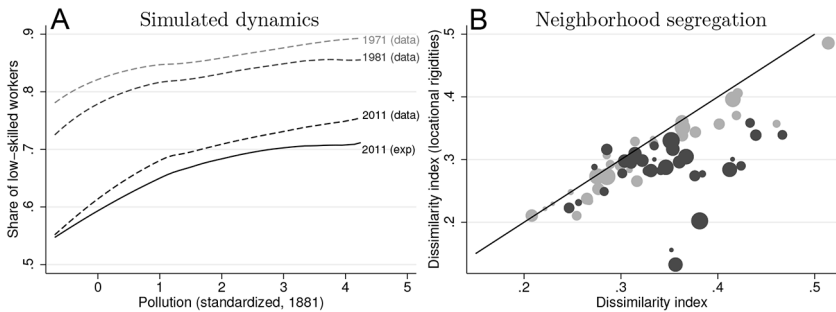 A
Simulated dynamics
Share of low-skilled workers
.9
.8
.7
.6
.5
1971 (data)
1981 (data)
2011 (data)
2011 (exp)
0 1 2 3 4 5
Pollution (standardized, 1881)
B
Neighborhood segregation
Dissimilarity index (locational rigidities)
.5
.4
.3
.2
.2 .3 .4 .5
Dissimilarity index